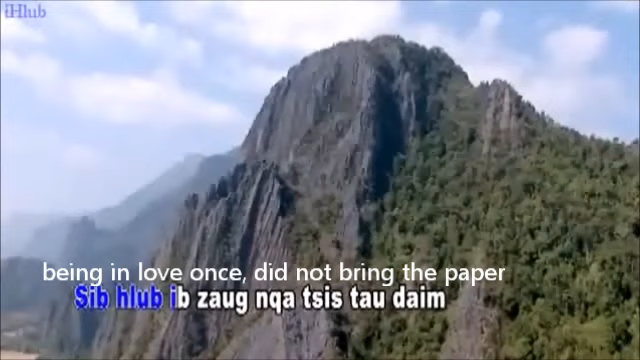 iHlub
being in love once, did not bring the paper
Sib hlub ib zaug nqa tsis tau daim